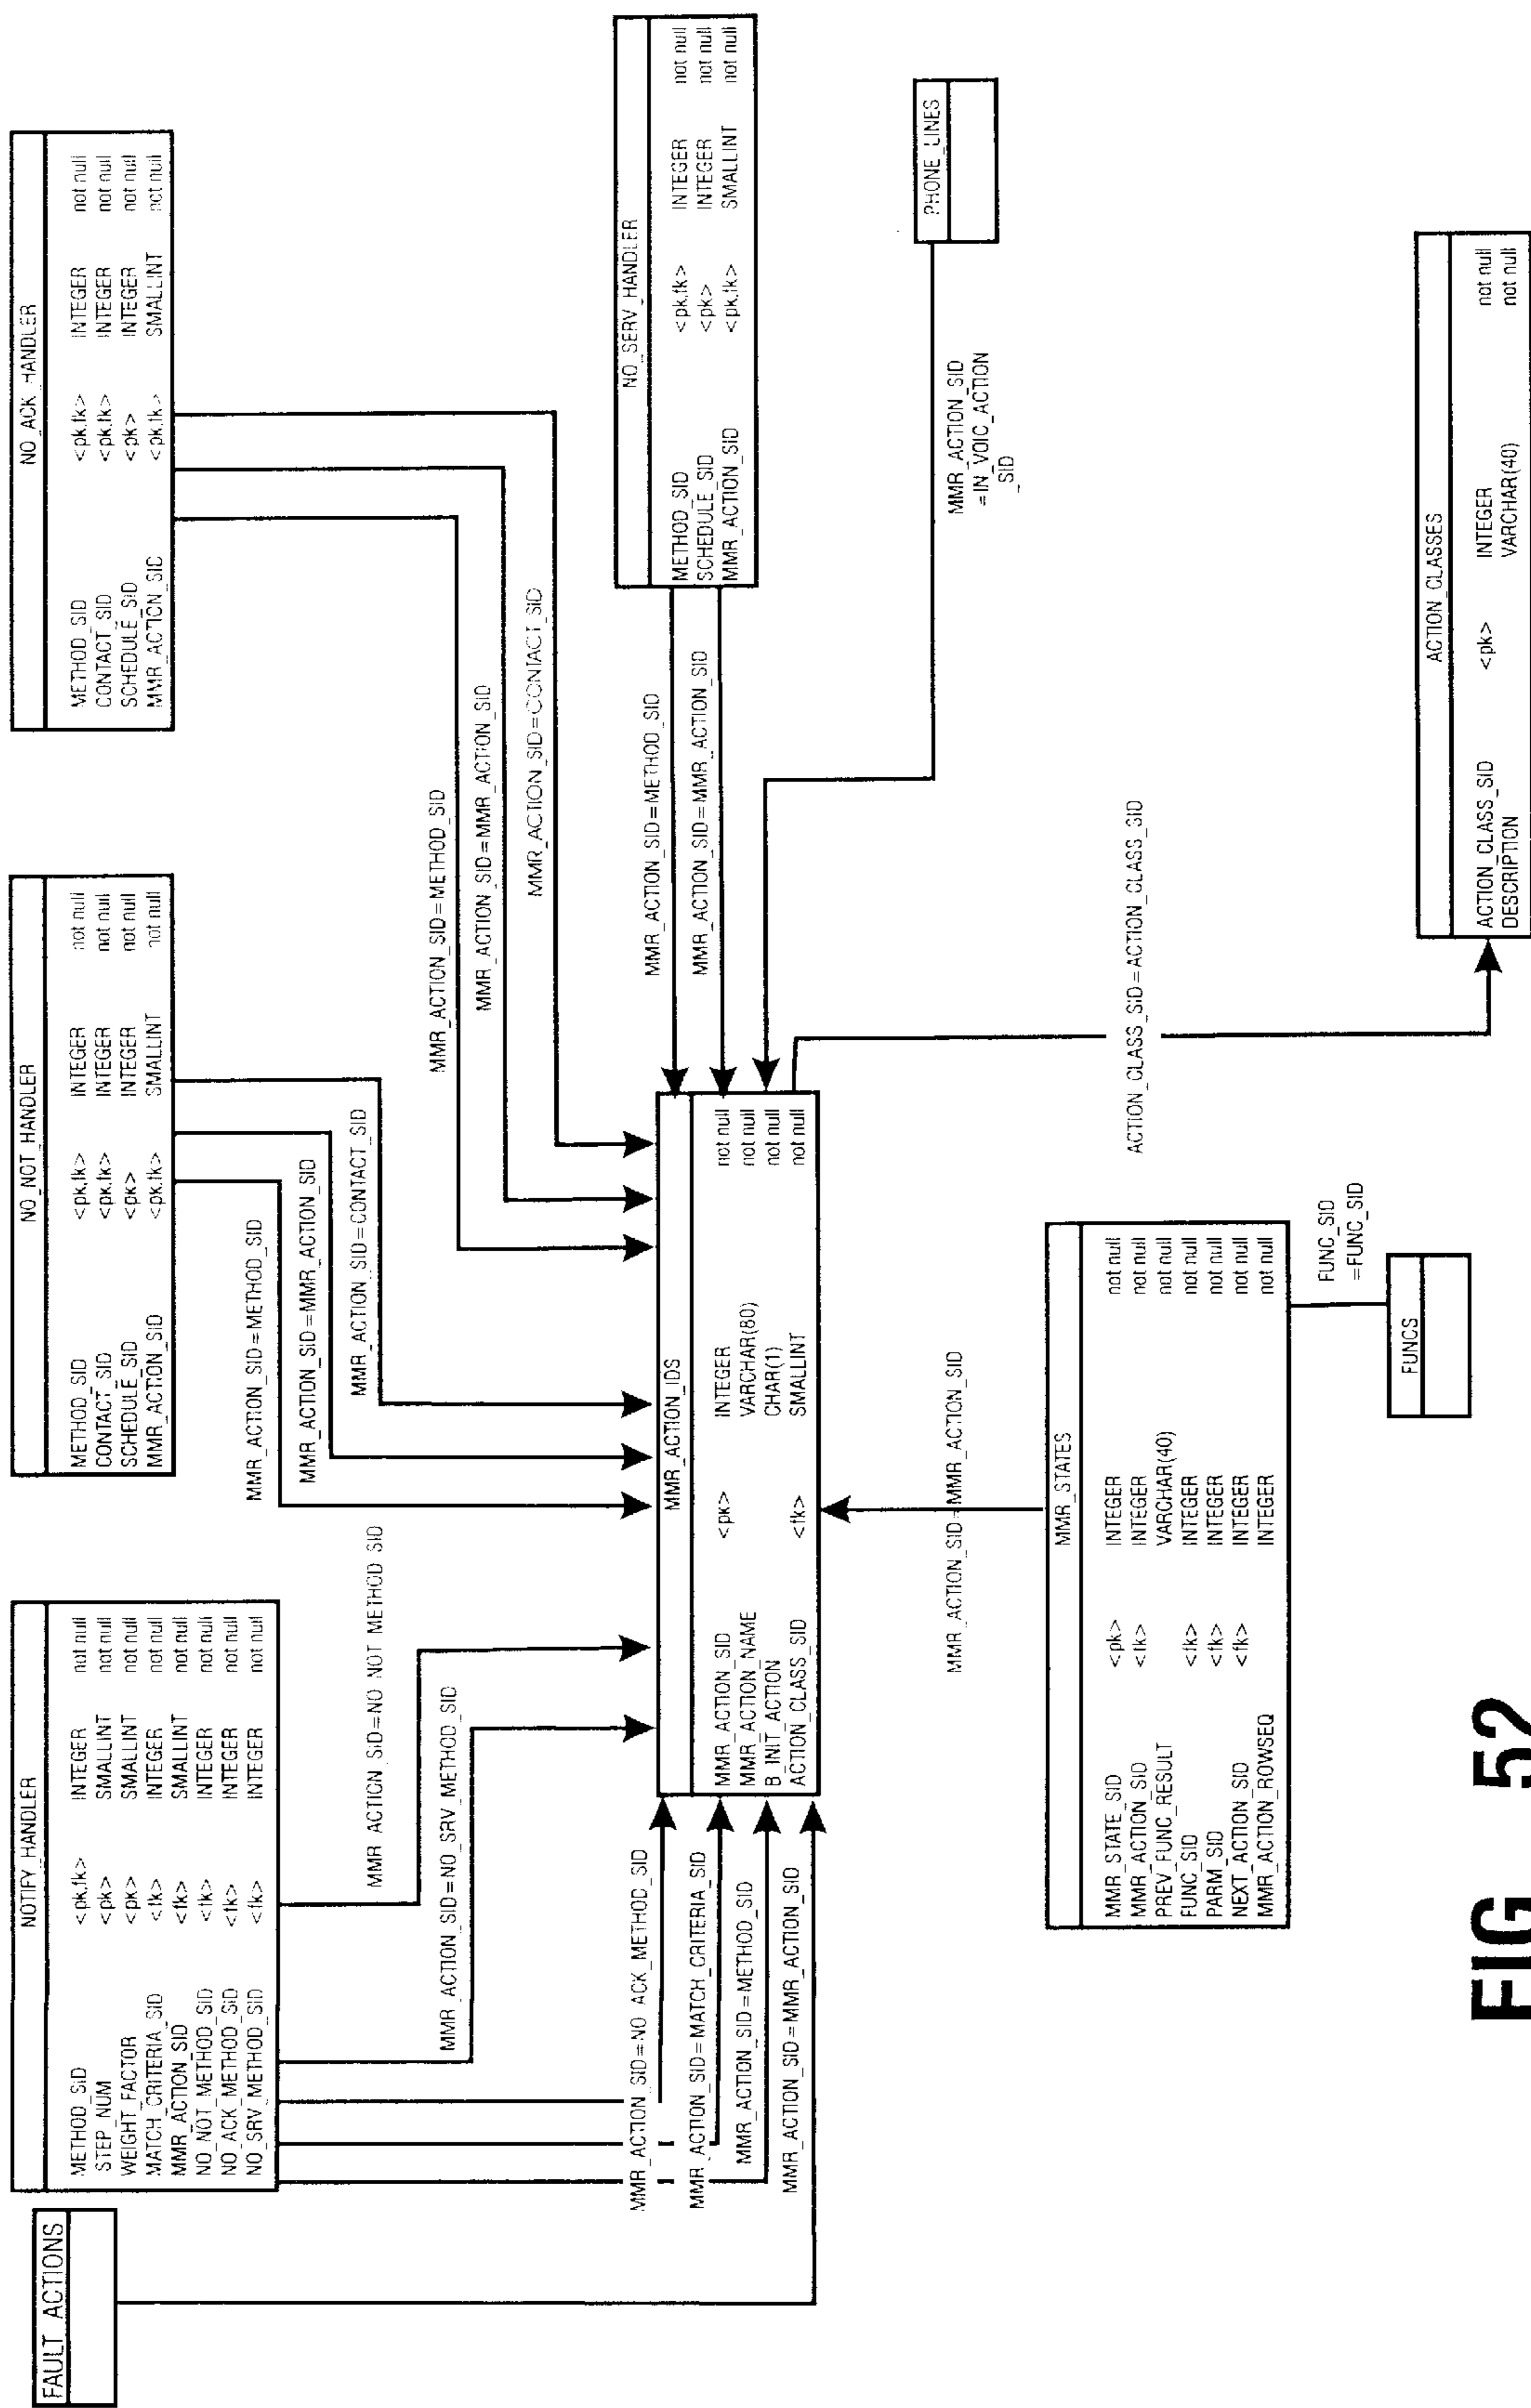 FAULT_ACTIONS
NOTIFY_HANDLER
METHOD_SID <pk,fk> INTEGER not null
STEP_NUM <pk> SMALLINT not null
WEIGHT_FACTOR <pk> SMALLINT not null
MATCH_CRITERIA_SID <fk> INTEGER not null
MMR_ACTION_SID <fk> SMALLINT not null
NO_NOT_METHOD_SID <fk> INTEGER not null
NO_ACK_METHOD_SID <fk> INTEGER not null
NO_SRV_METHOD_SID <fk> INTEGER not null
NO_NOT_HANDLER
METHOD_SID <pk,fk> INTEGER not null
CONTACT_SID <pk,fk> INTEGER not null
SCHEDULE_SID <pk> INTEGER not null
MMR_ACTION_SID <pk,fk> SMALLINT not null
NO_ACK_HANDLER
METHOD_SID <pk,fk> INTEGER not null
CONTACT_SID <pk,fk> INTEGER not null
SCHEDULE_SID <pk> INTEGER not null
MMR_ACTION_SID <pk,fk> SMALLINT not null
MMR_ACTION_SID=METHOD_SID
MMR_ACTION_SID=MMR_ACTION_SID
MMR_ACTION_SID=CONTACT_SID
MMR_ACTION_SID=NO_NOT_METHOD_SID
MMR_ACTION_SID=NO_SRV_METHOD_SID
MMR_ACTION_SID=METHOD_SID
MMR_ACTION_SID=MMR_ACTION_SID
MMR_ACTION_SID=CONTACT_SID
MMR_ACTION_SID=NO_ACK_METHOD_SID
MMR_ACTION_SID=MATCH_CRITERIA_SID
MMR_ACTION_SID=METHOD_SID
MMR_ACTION_SID=MMR_ACTION_SID
MMR_ACTION_IDS
MMR_ACTION_SID <pk> INTEGER not null
MMR_ACTION_NAME VARCHAR(80) not null
B_INIT_ACTION CHAR(1) not null
ACTION_CLASS_SID <fk> SMALLINT not null
MMR_ACTION_SID=METHOD_SID
MMR_ACTION_SID=MMR_ACTION_SID
NO_SERV_HANDLER
METHOD_SID <pk,fk> INTEGER not null
SCHEDULE_SID <pk> INTEGER not null
MMR_ACTION_SID <pk,fk> SMALLINT not null
PHONE_LINES
MMR_ACTION_SID
=IN_VOIC_ACTION
_SID
MMR_ACTION_SID=MMR_ACTION_SID
MMR_STATES
MMR_STATE_SID <pk> INTEGER not null
MMR_ACTION_SID <fk> INTEGER not null
PREV_FUNC_RESULT VARCHAR(40) not null
FUNC_SID <fk> INTEGER not null
PARM_SID <fk> INTEGER not null
NEXT_ACTION_SID <fk> INTEGER not null
MMR_ACTION_ROWSEQ INTEGER not null
ACTION_CLASS_SID=ACTION_CLASS_SID
FUNC_SID
=FUNC_SID
FUNCS
ACTION_CLASSES
ACTION_CLASS_SID <pk> INTEGER not null
DESCRIPTION VARCHAR(40) not null
FIG_52